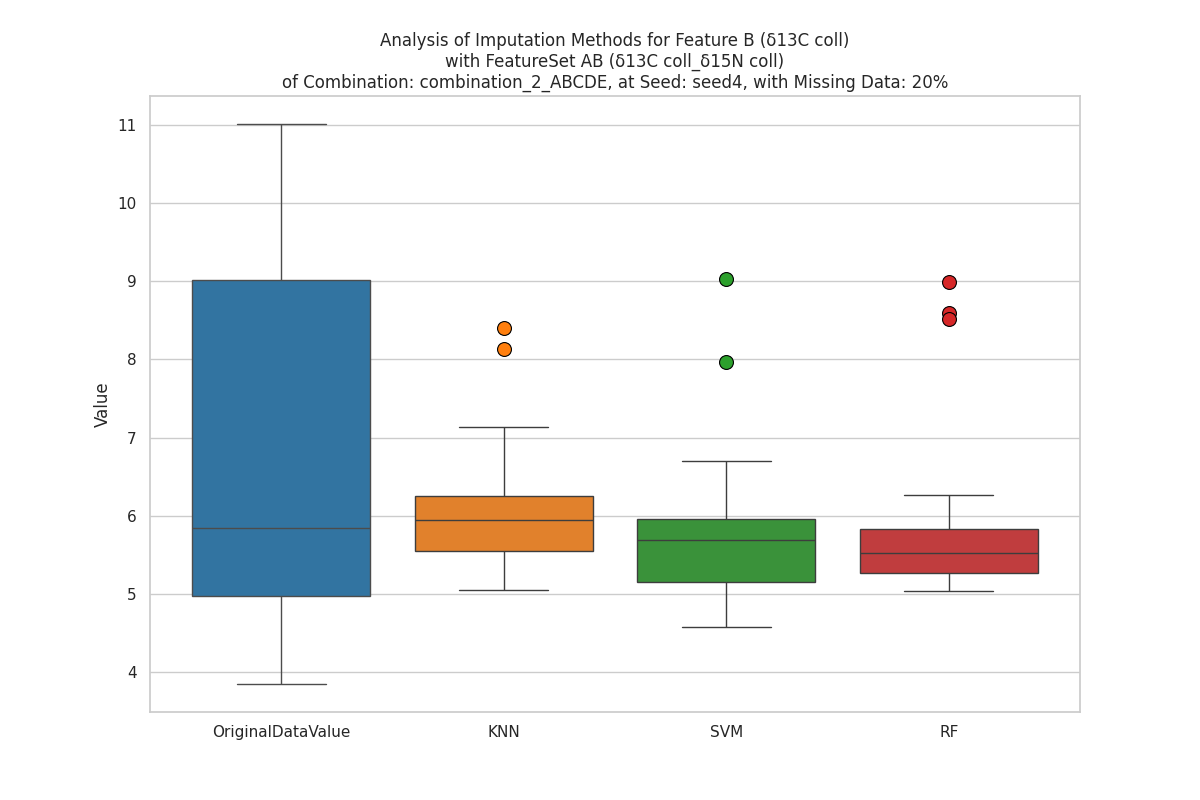 Analysis of Imputation Methods for Feature B (δ13C coll)
with FeatureSet AB (δ13C coll_δ15N coll)
of Combination: combination_2_ABCDE, at Seed: seed4, with Missing Data: 20%
11
10
9
8
7
6
5
4
Value
OriginalDataValue
KNN
SVM
RF